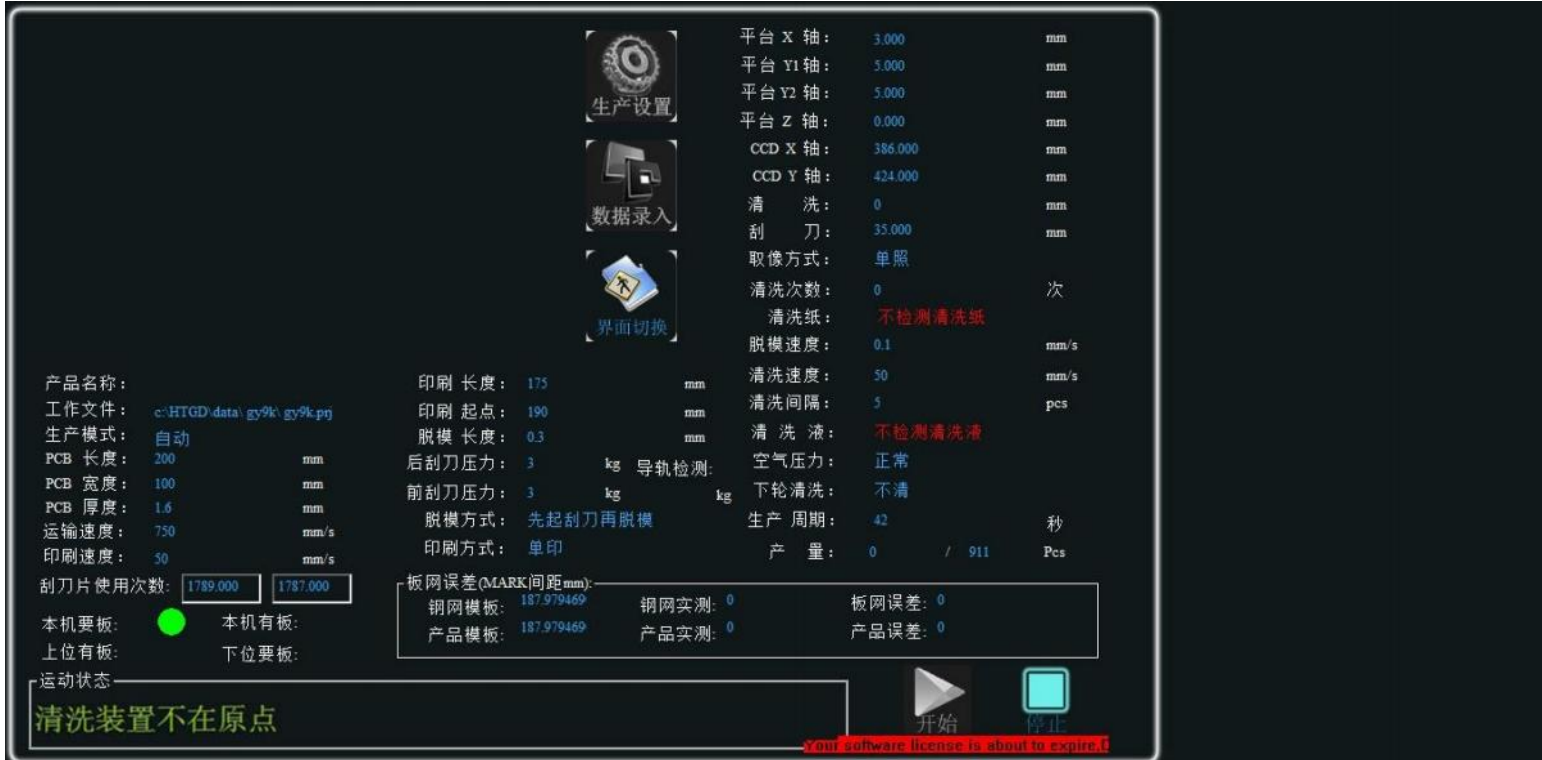 生产设置
数据录入
界面切换
平台 X 轴： 3.000 mm
平台 Y1 轴： 5.000 mm
平台 Y2 轴： 5.000 mm
平台 Z 轴： 0.000 mm
CCD X 轴： 386.000 mm
CCD Y 轴： 424.000 mm
清 洗： 0 mm
刮 刀： 35.000 mm
取像方式： 单照
清洗次数： 0 次
清洗纸： 不检测清洗纸
脱模速度： 0.1 mm/s
清洗速度： 50 mm/s
清洗间隔： 5 pcs
清 洗 液： 不检测清洗液
空气压力： 正常
下轮清洗： 不清
生产 周期： 42 秒
产 量： 0 / 911 Pcs
产品名称：
工作文件： c:\HTGD\data\ gy9k\ gy9k.prj
生产模式： 自动
PCB 长度： 200 mm
PCB 宽度： 100 mm
PCB 厚度： 1.6 mm
运输速度： 750 mm/s
印刷速度： 50 mm/s
刮刀片使用次数: 1789.000 1787.000
本机要板: 本机有板:
上位有板: 下位要板:
印刷 长度： 175 mm
印刷 起点： 190 mm
脱模 长度： 0.3 mm
后刮刀压力： 3 kg 导轨检测:
前刮刀压力： 3 kg kg
脱模方式： 先起刮刀再脱模
印刷方式： 单印
板网误差(MARK间距mm):
钢网模板: 187.979469 钢网实测: 0 板网误差: 0
产品模板: 187.979469 产品实测: 0 产品误差: 0
运动状态
清洗装置不在原点
开始
停止
Your software license is about to expire.